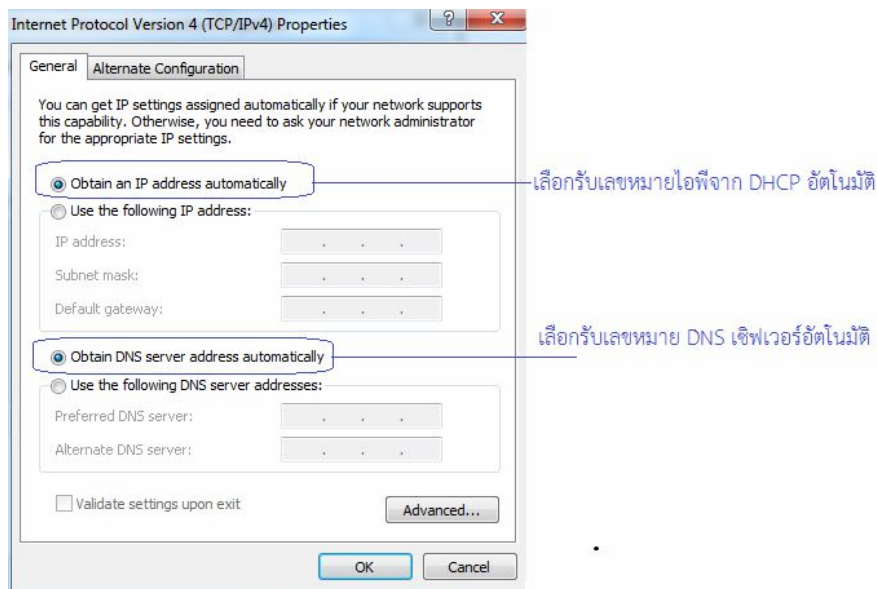 Internet Protocol Version 4 (TCP/IPv4) Properties
General
Alternate Configuration
You can get IP settings assigned automatically if your network supports
this capability. Otherwise, you need to ask your network administrator
for the appropriate IP settings.
Obtain an IP address automatically
เลือกรับเลขหมายไอพีจาก DHCP อัตโนมัติ
Use the following IP address:
IP address:
Subnet mask:
Default gateway:
เลือกรับเลขหมาย DNS เซิฟเวอร์อัตโนมัติ
Obtain DNS server address automatically
Use the following DNS server addresses:
Preferred DNS server:
Alternate DNS server:
Validate settings upon exit
Advanced...
OK
Cancel